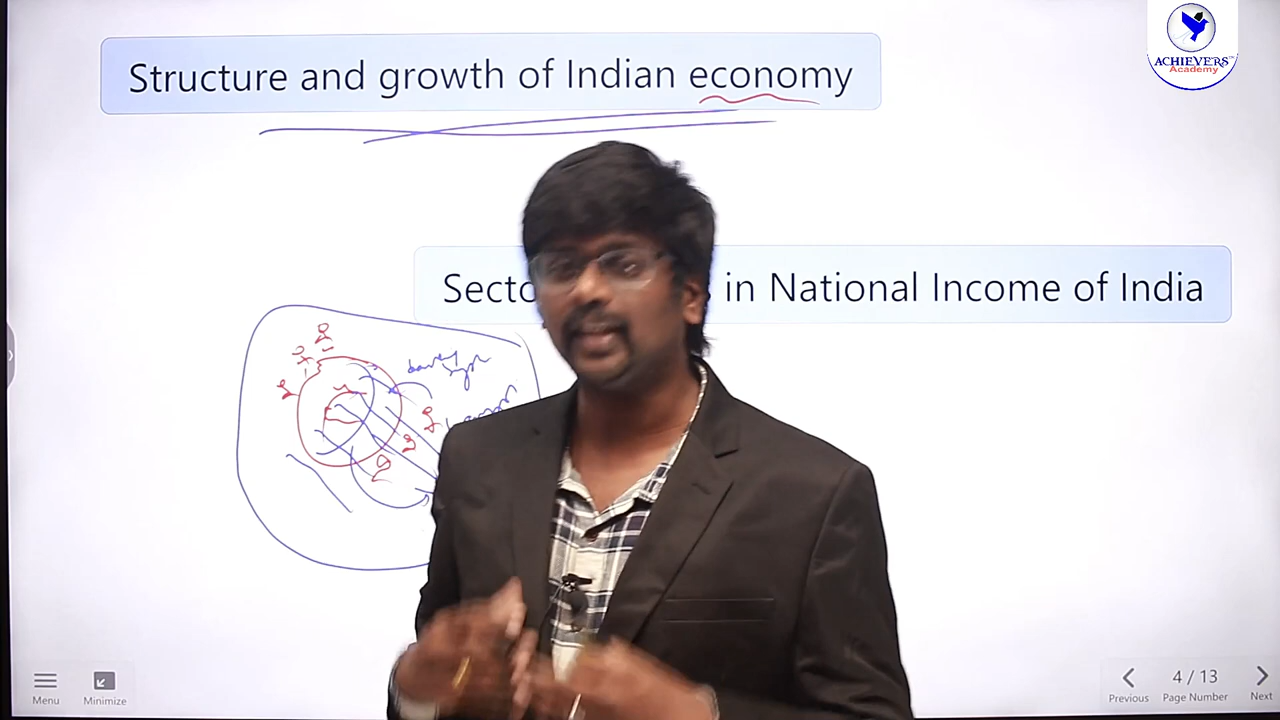 Structure and growth of Indian economy
ACHIEVERS
Academy
in National Income of India
Menu
Minimize
Previous
4 / 13
Page Number
Next